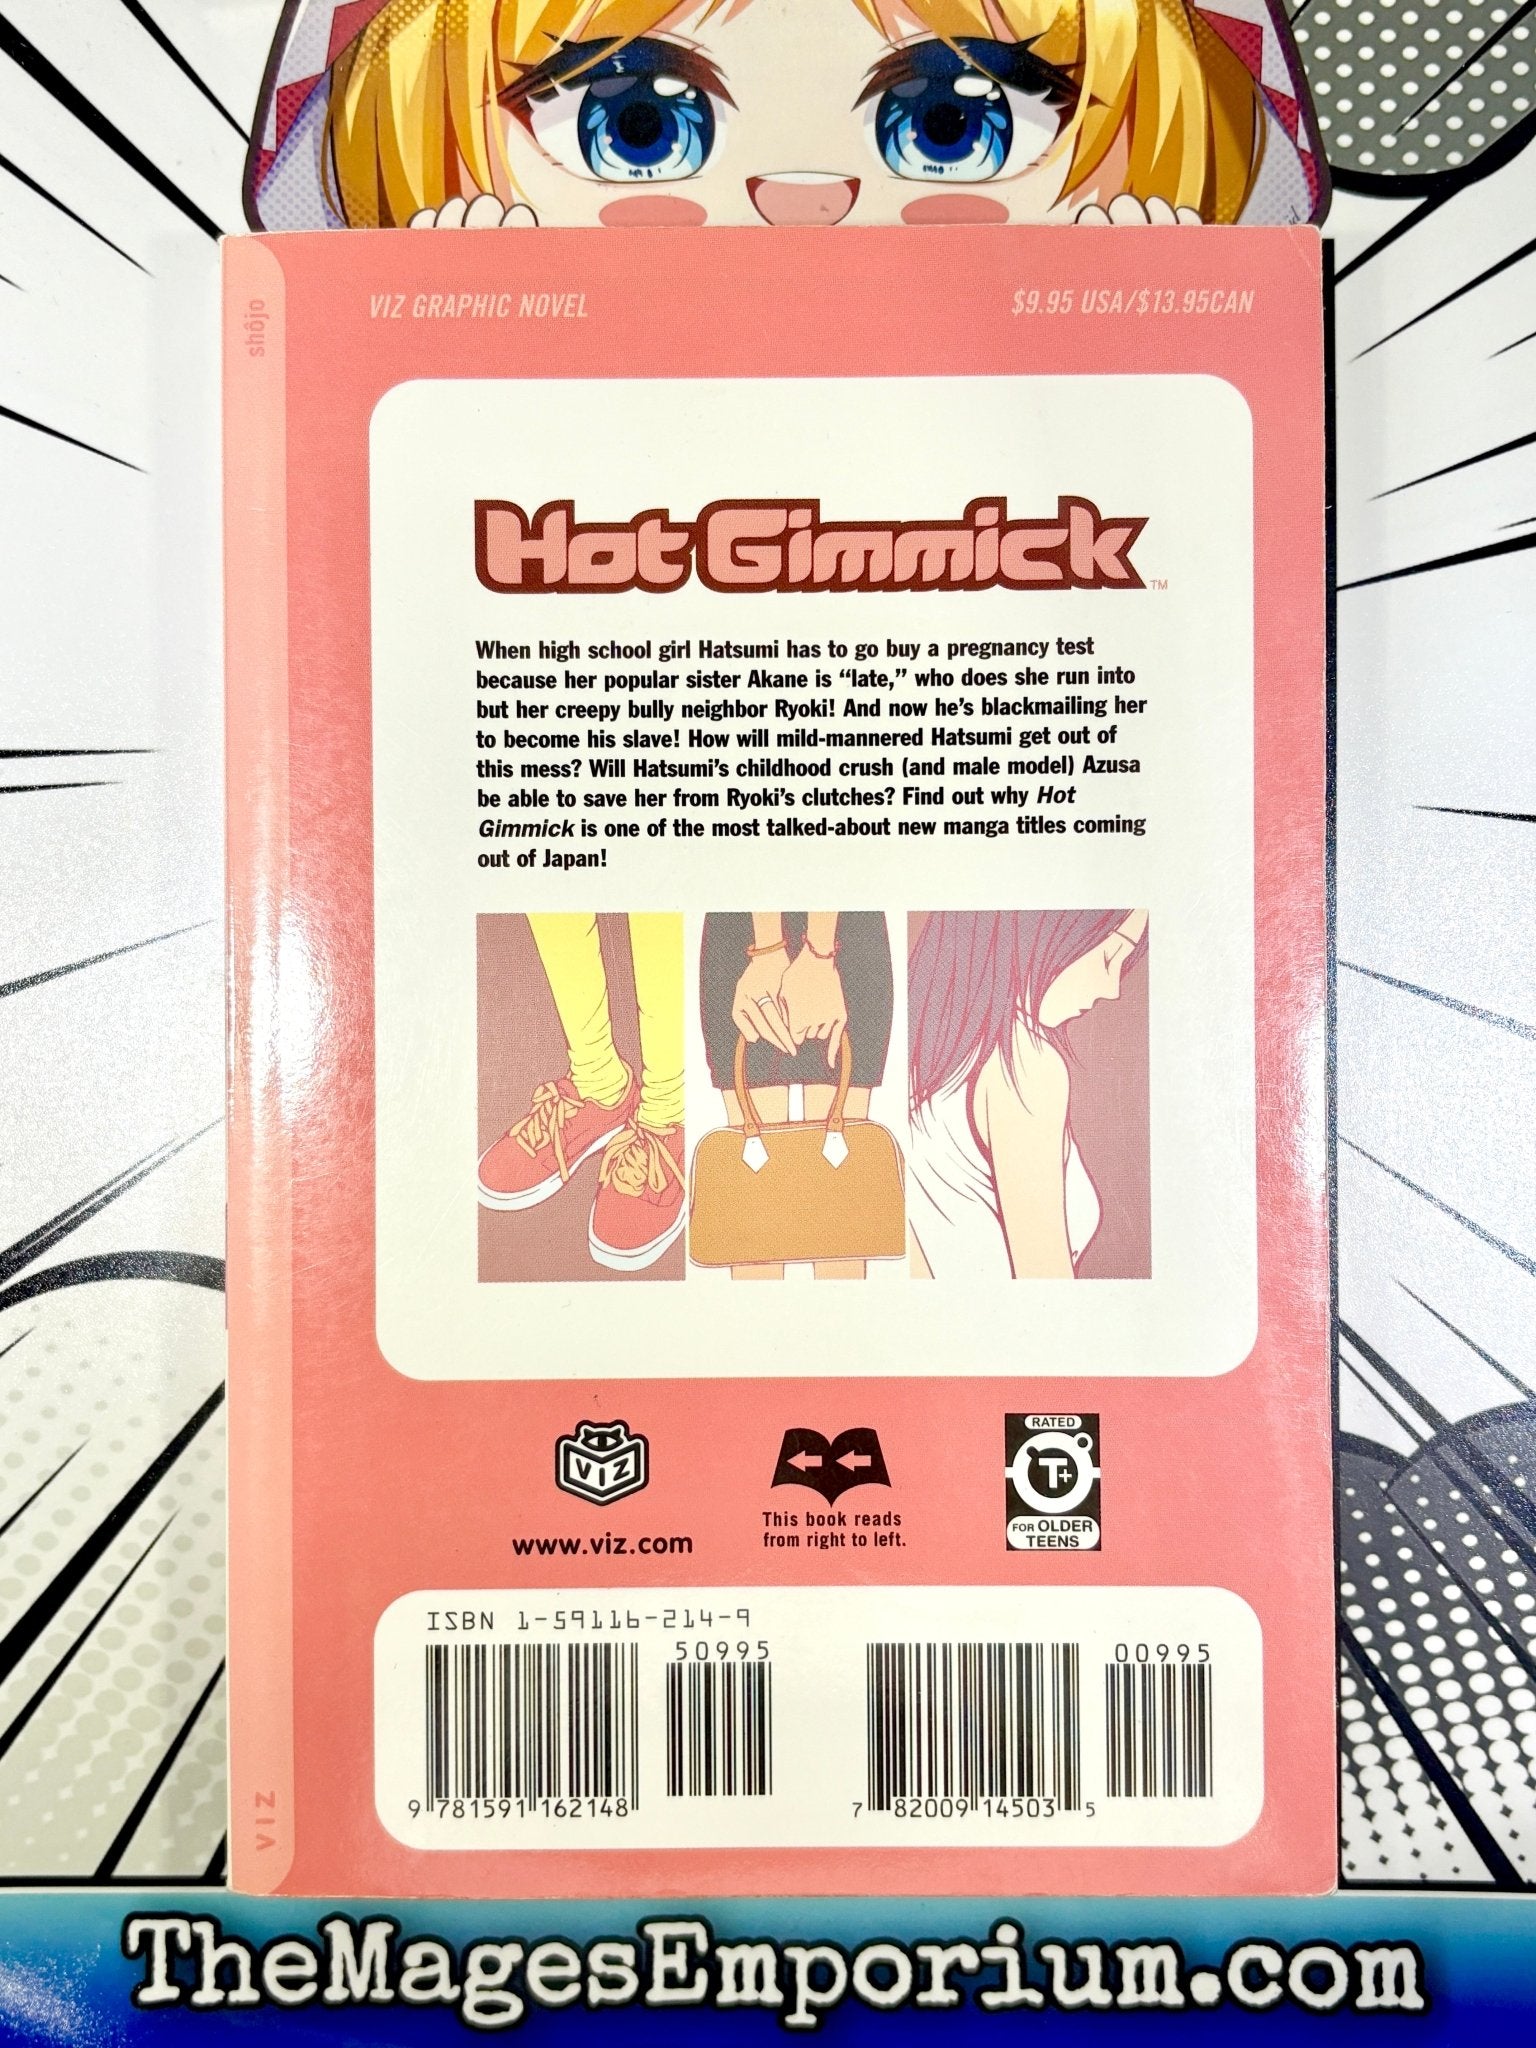 shôjo
VIZ GRAPHIC NOVEL
$9.95 USA/$13.95CAN
Hot Gimmick™
When high school girl Hatsumi has to go buy a pregnancy test
because her popular sister Akane is “late,” who does she run into
but her creepy bully neighbor Ryoki! And now he’s blackmailing her
to become his slave! How will mild-mannered Hatsumi get out of
this mess? Will Hatsumi’s childhood crush (and male model) Azusa
be able to save her from Ryoki’s clutches? Find out why Hot
Gimmick is one of the most talked-about new manga titles coming
out of Japan!
VIZ
www.viz.com
This book reads
from right to left.
RATED
T+
FOR OLDER
TEENS
ISBN 1-59116-214-9
50995
9 781591 162148
00995
7 82009 14503 5
VIZ
TheMagesEmporium.com